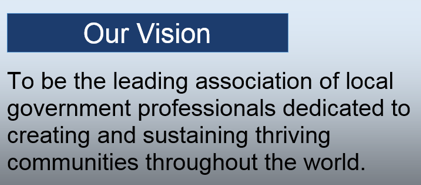 Our Vision
To be the leading association of local
government professionals dedicated to
creating and sustaining thriving
communities throughout the world.